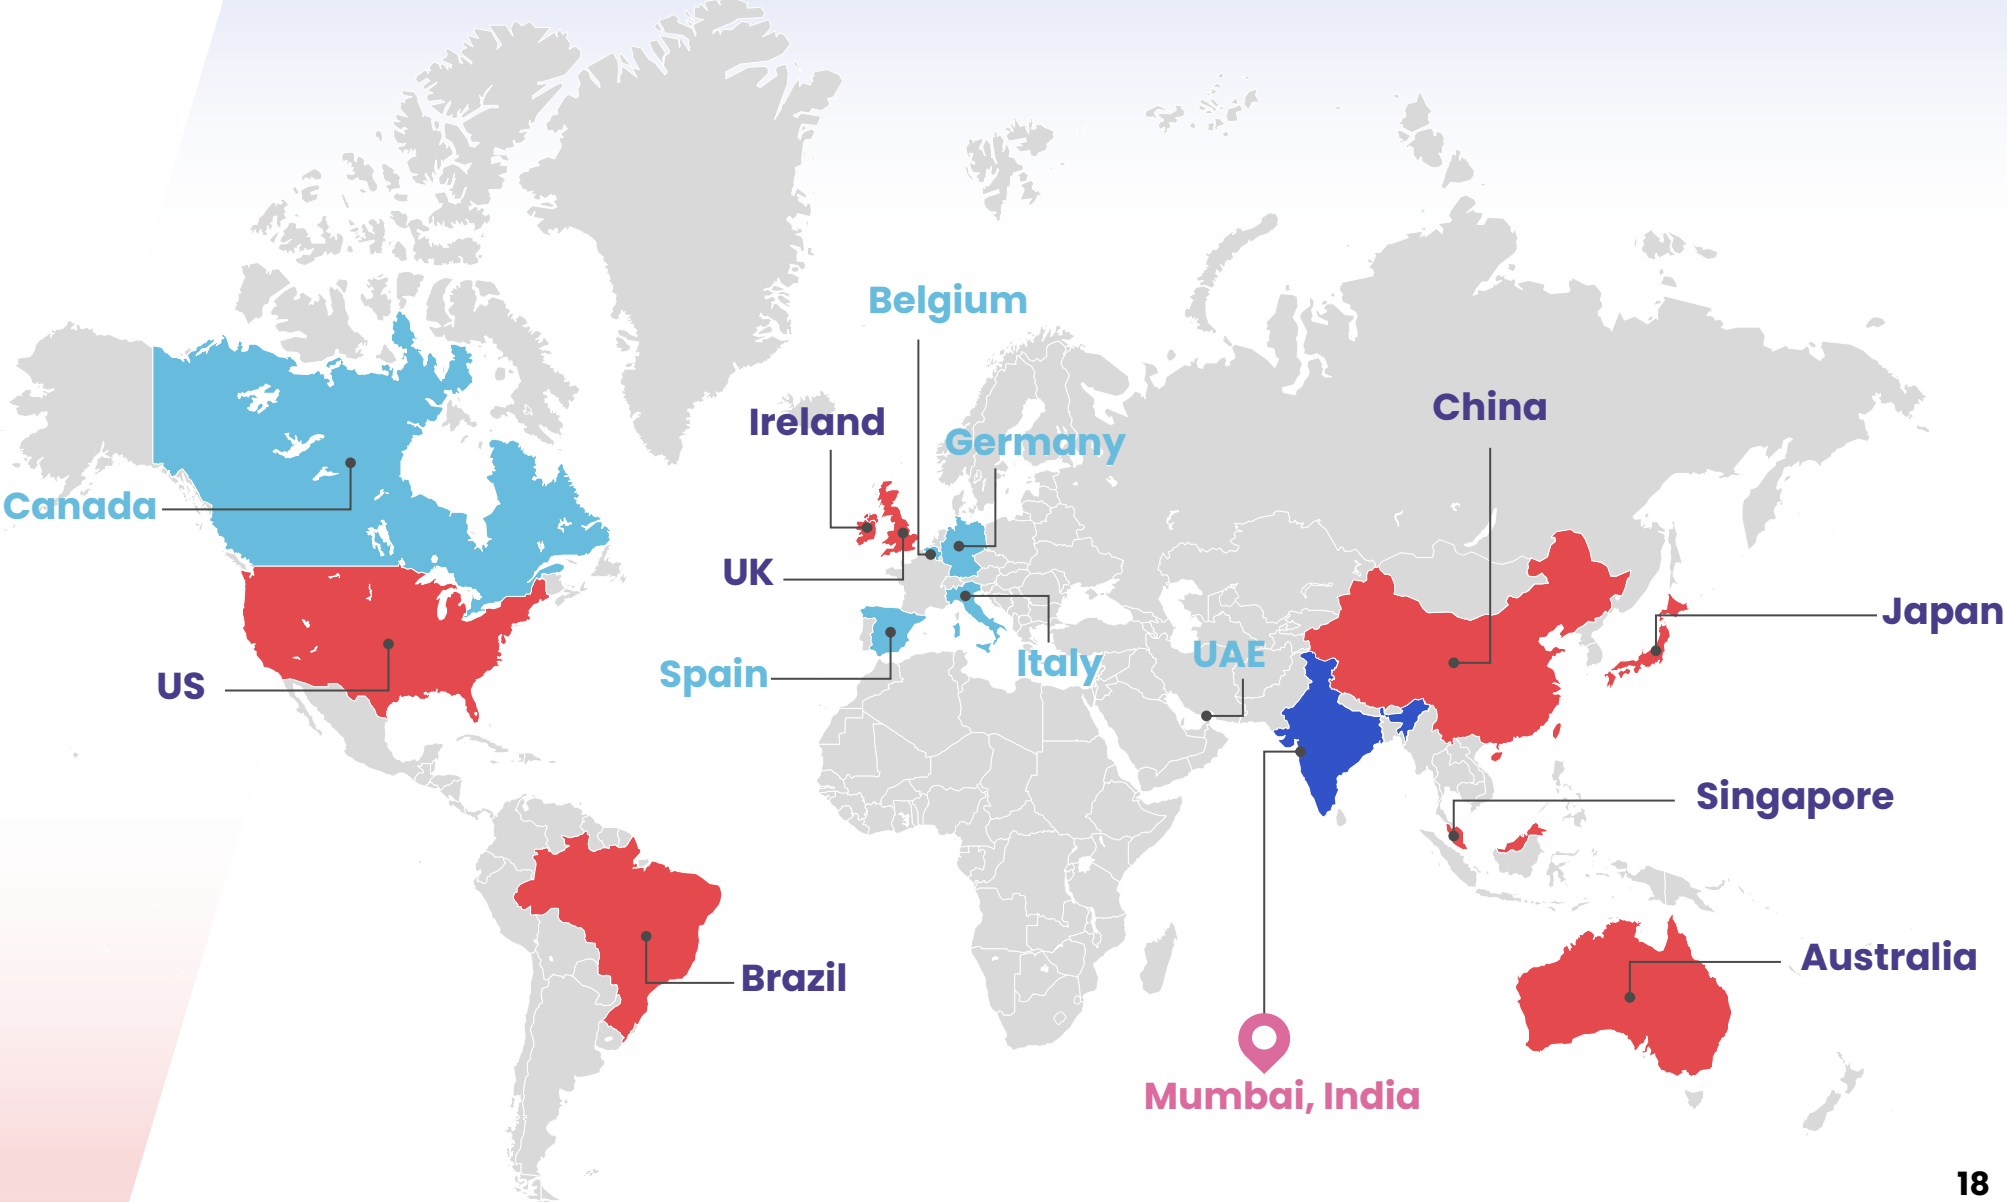 Belgium
Ireland
Germany
China
Canada
UK
Japan
US
Spain
Italy
UAE
Singapore
Brazil
Australia
Mumbai, India
18